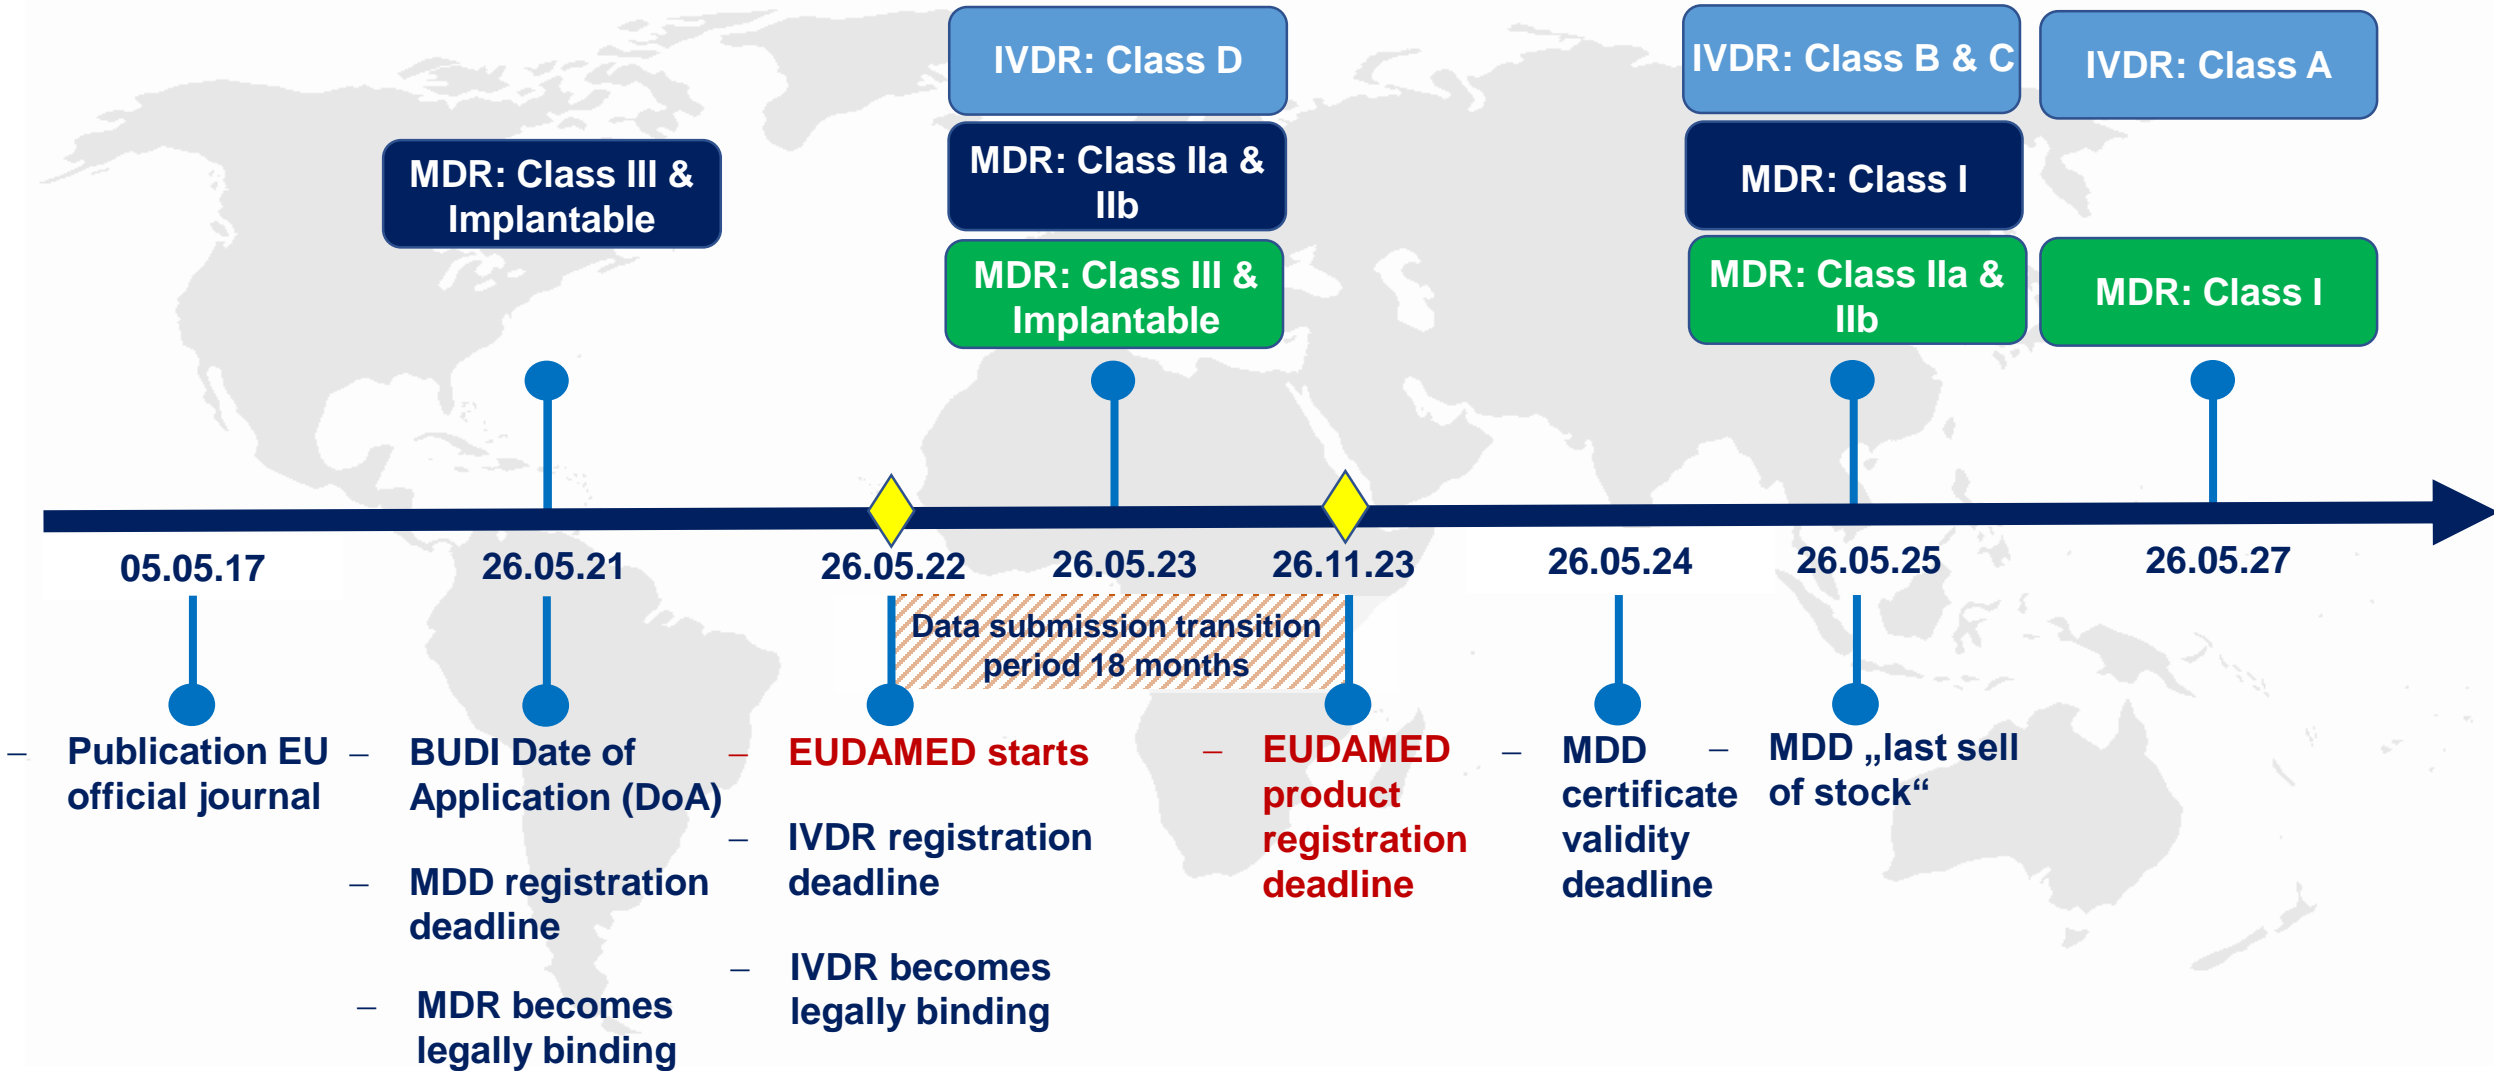 IVDR: Class D
IVDR: Class B & C
IVDR: Class A
MDR: Class III &
Implantable
MDR: Class IIa &
IIb
MDR: Class I
MDR: Class III &
Implantable
MDR: Class IIa &
IIb
MDR: Class I
05.05.17
26.05.21
26.05.22
26.05.23
26.11.23
26.05.24
26.05.25
26.05.27
Data submission transition
period 18 months
– Publication EU
official journal
– BUDI Date of
Application (DoA)
– MDD registration
deadline
– MDR becomes
legally binding
– EUDAMED starts
– IVDR registration
deadline
– IVDR becomes
legally binding
– EUDAMED
product
registration
deadline
– MDD
certificate
validity
deadline
– MDD „last sell
of stock“